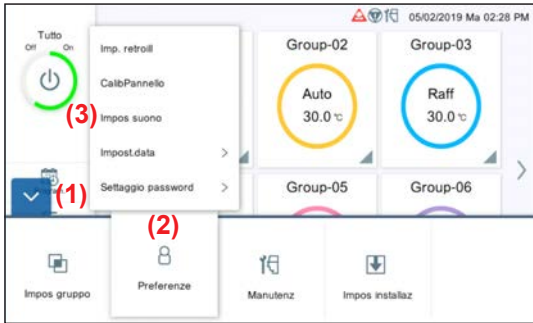 05/02/2019 Ma 02:28 PM
Tutto
Off On
Imp. retroill
CalibPannello
(3) Impos suono
Impost.data >
Settaggio password >
Group-02
Auto
30.0 °C
Group-03
Raff
30.0 °C
(1)
Group-05
Group-06
(2)
Impos gruppo
Preferenze
Manutenz
Impos installaz